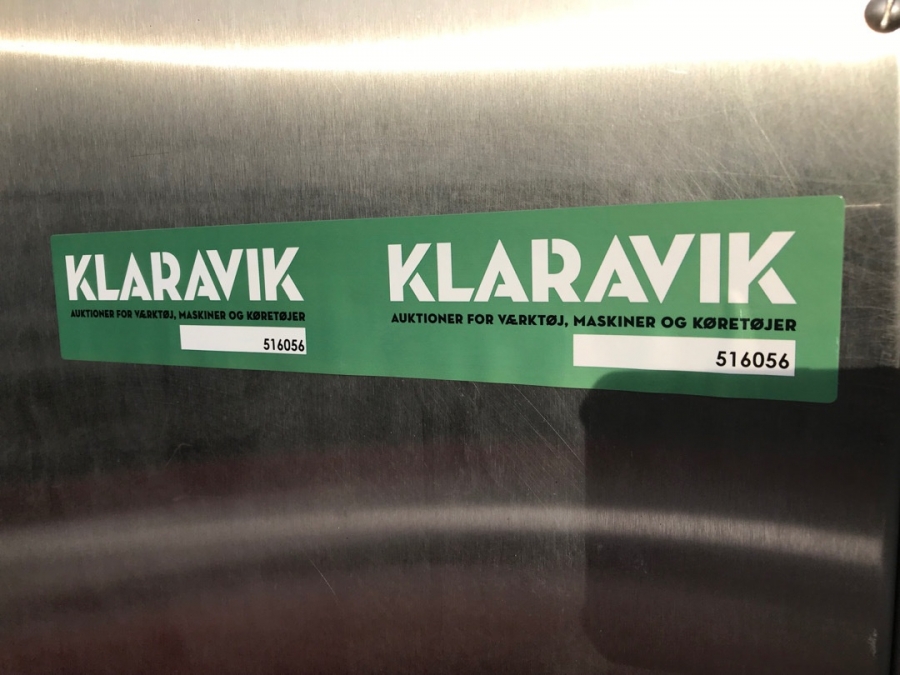 KLARAVIK
AUKTIONER FOR VÆRKTØJ, MASKINER OG KØRETØJER
516056
KLARAVIK
AUKTIONER FOR VÆRKTØJ, MASKINER OG KØRETØJER
516056